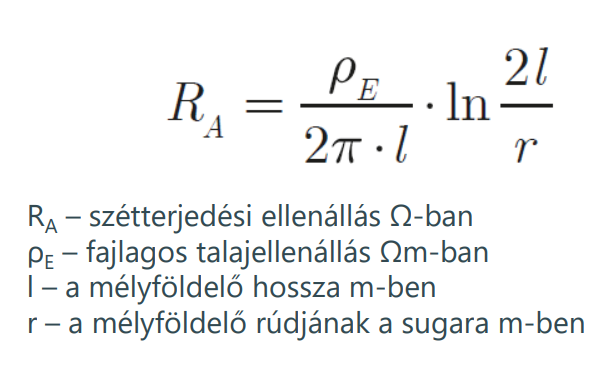 R_A = ρ_E / (2π · l) · ln 2l / r
R_A – szétterjedési ellenállás Ω-ban
ρ_E – fajlagos talajellenállás Ωm-ban
l – a mélyföldelő hossza m-ben
r – a mélyföldelő rúdjának a sugara m-ben